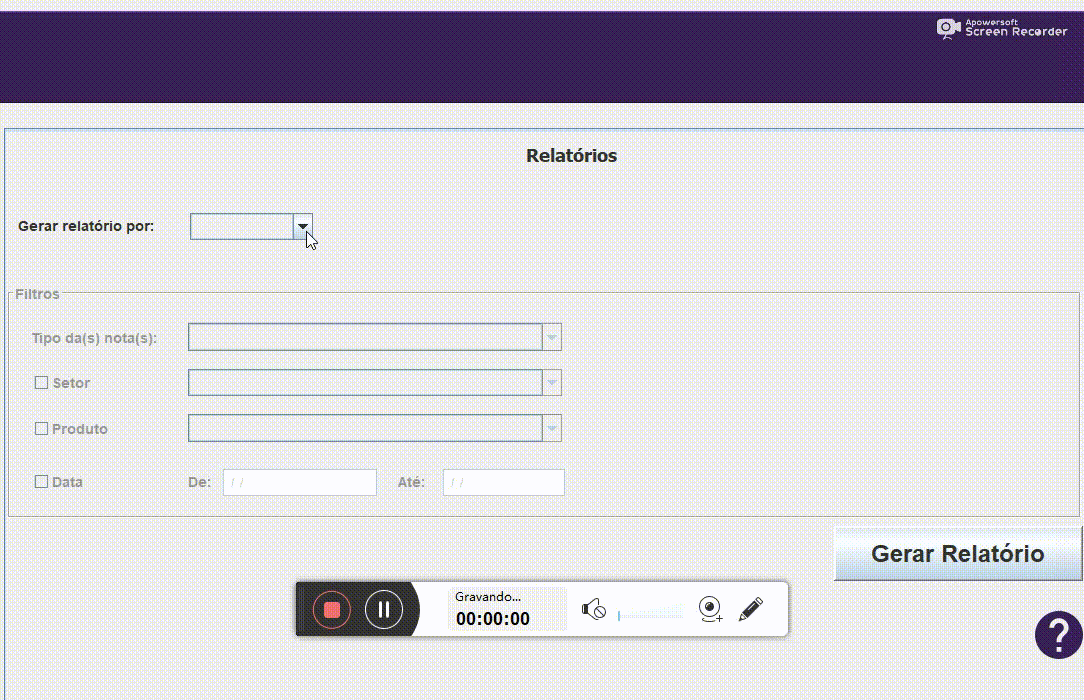 Apowersoft
Screen Recorder
Relatórios
Gerar relatório por:
Filtros
Tipo da(s) nota(s):
Setor
Produto
Data De: / / Até: / /
Gerar Relatório
Gravando...
00:00:00
?